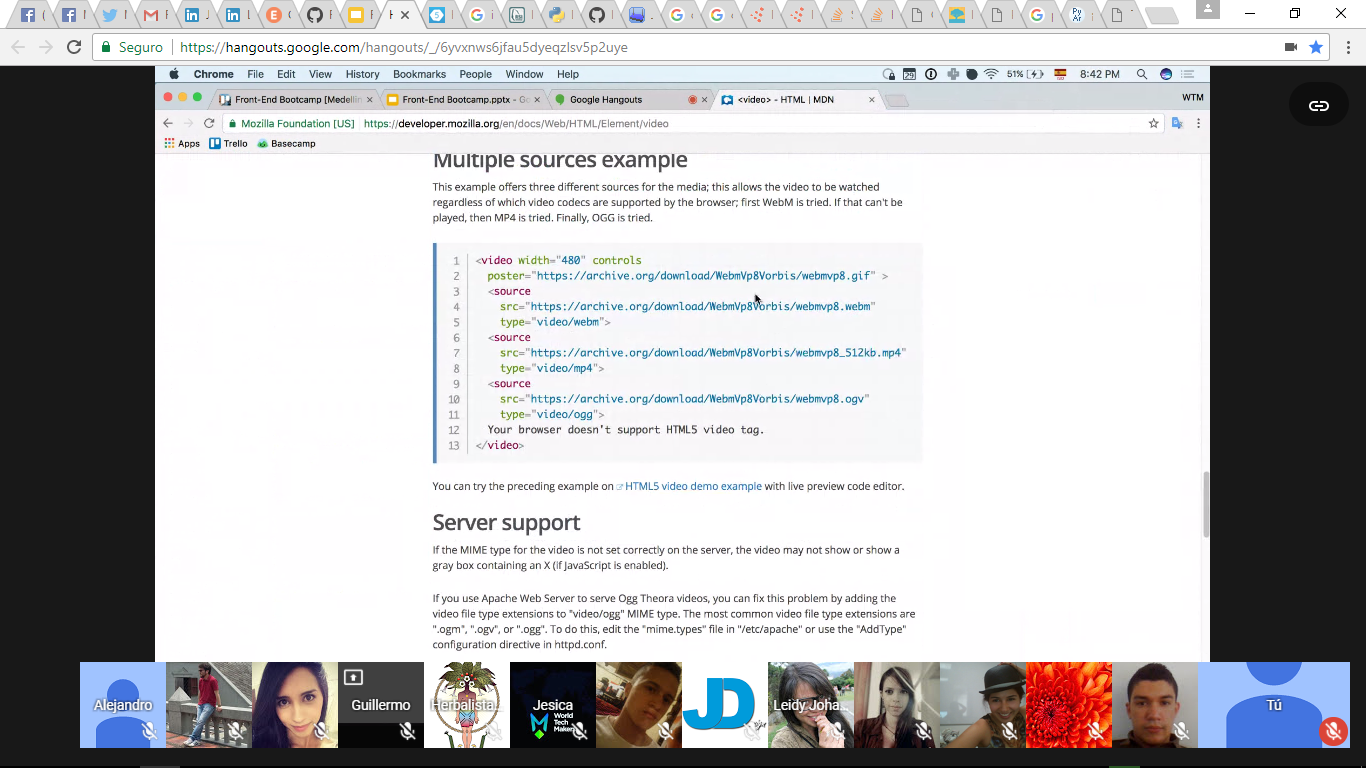 Seguro https://hangouts.google.com/hangouts/_/6yvxnws6jfau5dyeqzlsv5p2uye
Chrome File Edit View History Bookmarks People Window Help 29 51% 8:42 PM
Front-End Bootcamp [Medellin Front-End Bootcamp.pptx - Go Google Hangouts <video> - HTML | MDN WTM
Mozilla Foundation [US] https://developer.mozilla.org/en/docs/Web/HTML/Element/video
Apps Trello Basecamp
Multiple sources example
This example offers three different sources for the media; this allows the video to be watched
regardless of which video codecs are supported by the browser; first WebM is tried. If that can't be
played, then MP4 is tried. Finally, OGG is tried.
1 <video width="480" controls
2 poster="https://archive.org/download/WebmVp8Vorbis/webmvp8.gif" >
3 <source
4 src="https://archive.org/download/WebmVp8Vorbis/webmvp8.webm"
5 type="video/webm">
6 <source
7 src="https://archive.org/download/WebmVp8Vorbis/webmvp8_512kb.mp4"
8 type="video/mp4">
9 <source
10 src="https://archive.org/download/WebmVp8Vorbis/webmvp8.ogv"
11 type="video/ogg">
12 Your browser doesn't support HTML5 video tag.
13 </video>
You can try the preceding example on HTML5 video demo example with live preview code editor.
Server support
If the MIME type for the video is not set correctly on the server, the video may not show or show a
gray box containing an X (if JavaScript is enabled).
If you use Apache Web Server to serve Ogg Theora videos, you can fix this problem by adding the
video file type extensions to "video/ogg" MIME type. The most common video file type extensions are
".ogm", ".ogv", or ".ogg". To do this, edit the "mime.types" file in "/etc/apache" or use the "AddType"
configuration directive in httpd.conf.
Alejandro Guillermo Herbalista... Jesica JD Leidy Joha... Tú
World
Tech
Makers